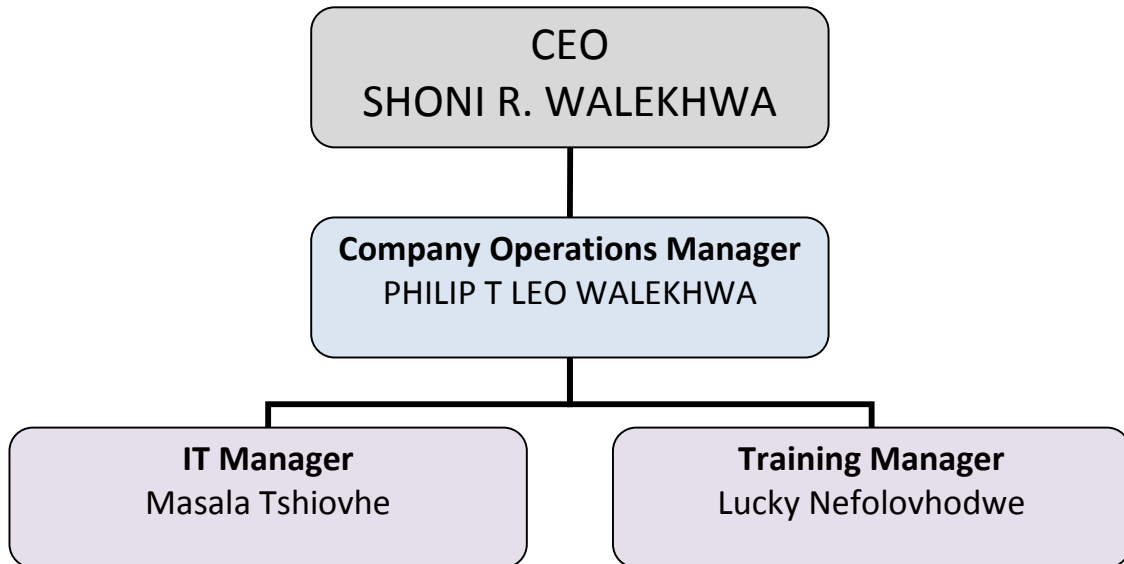 CEO
SHONI R. WALEKHWA
Company Operations Manager
PHILIP T LEO WALEKHWA
IT Manager
Masala Tshiovhe
Training Manager
Lucky Nefolovhodwe